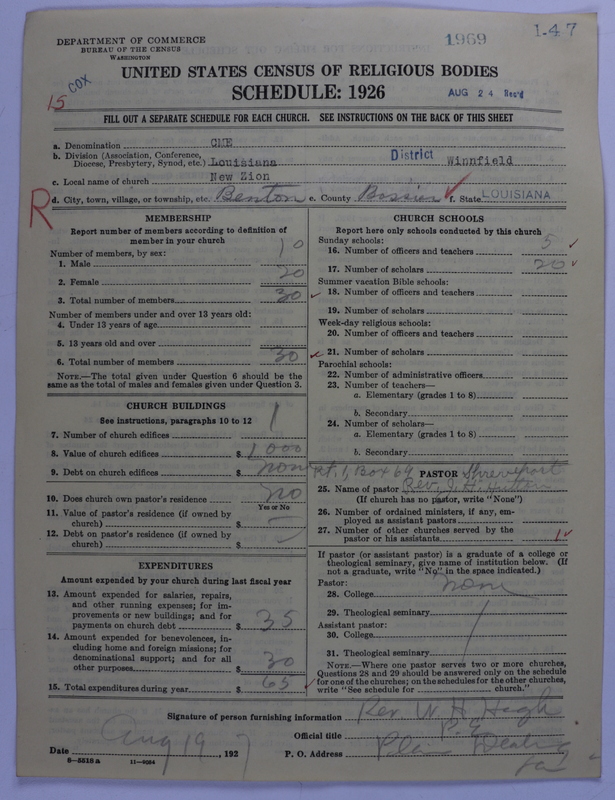 DEPARTMENT OF COMMERCE
BUREAU OF THE CENSUS
WASHINGTON
1969
1-47
UNITED STATES CENSUS OF RELIGIOUS BODIES
SCHEDULE: 1926
AUG 24 Rec'd
15 COX
FILL OUT A SEPARATE SCHEDULE FOR EACH CHURCH. SEE INSTRUCTIONS ON THE BACK OF THIS SHEET
a. Denomination CME
b. Division (Association, Conference, Diocese, Presbytery, Synod, etc.) Louisiana District Winnfield
c. Local name of church New Zion
R
d. City, town, village, or township, etc. Benton e. County Bossier f. State LOUISIANA
MEMBERSHIP
Report number of members according to definition of
member in your church
Number of members, by sex:
1. Male 10
2. Female 20
3. Total number of members 30
Number of members under and over 13 years old:
4. Under 13 years of age
5. 13 years old and over
6. Total number of members 30
NOTE.—The total given under Question 6 should be the
same as the total of males and females given under Question 3.
CHURCH BUILDINGS
See instructions, paragraphs 10 to 12
7. Number of church edifices 1
8. Value of church edifices $ 1000
9. Debt on church edifices $ none
10. Does church own pastor's residence no
Yes or No
11. Value of pastor's residence (if owned by
church) $
12. Debt on pastor's residence (if owned by
church) $
EXPENDITURES
Amount expended by your church during last fiscal year
13. Amount expended for salaries, repairs,
and other running expenses; for im-
provements or new buildings; and for
payments on church debt $ 35
14. Amount expended for benevolences, in-
cluding home and foreign missions; for
denominational support; and for all
other purposes $ 30
15. Total expenditures during year $ 65
CHURCH SCHOOLS
Report here only schools conducted by this church
Sunday schools:
16. Number of officers and teachers 5
17. Number of scholars 20
Summer vacation Bible schools:
18. Number of officers and teachers
19. Number of scholars
Week-day religious schools:
20. Number of officers and teachers
21. Number of scholars
Parochial schools:
22. Number of administrative officers
23. Number of teachers—
a. Elementary (grades 1 to 8)
b. Secondary
24. Number of scholars—
a. Elementary (grades 1 to 8)
b. Secondary
Rt. 1, Box 69 PASTOR Shreveport
25. Name of pastor Rev. J. H.
(If church has no pastor, write "None")
26. Number of ordained ministers, if any, em-
ployed as assistant pastors
27. Number of other churches served by the
pastor or his assistants 1
If pastor (or assistant pastor) is a graduate of a college or
theological seminary, give name of institution below. (If
not a graduate, write "No" in the space indicated.)
Pastor:
28. College none
29. Theological seminary
Assistant pastor:
30. College
31. Theological seminary
NOTE.—Where one pastor serves two or more churches,
Questions 28 and 29 should be answered only on the schedule
for one of the churches; on the schedules for the other churches,
write "See schedule for church."
Signature of person furnishing information Rev. W. H. Hagh
Official title P. E.
Date Aug 19, 1927
P. O. Address Plain Dealing
La
8—5518a 11—9054